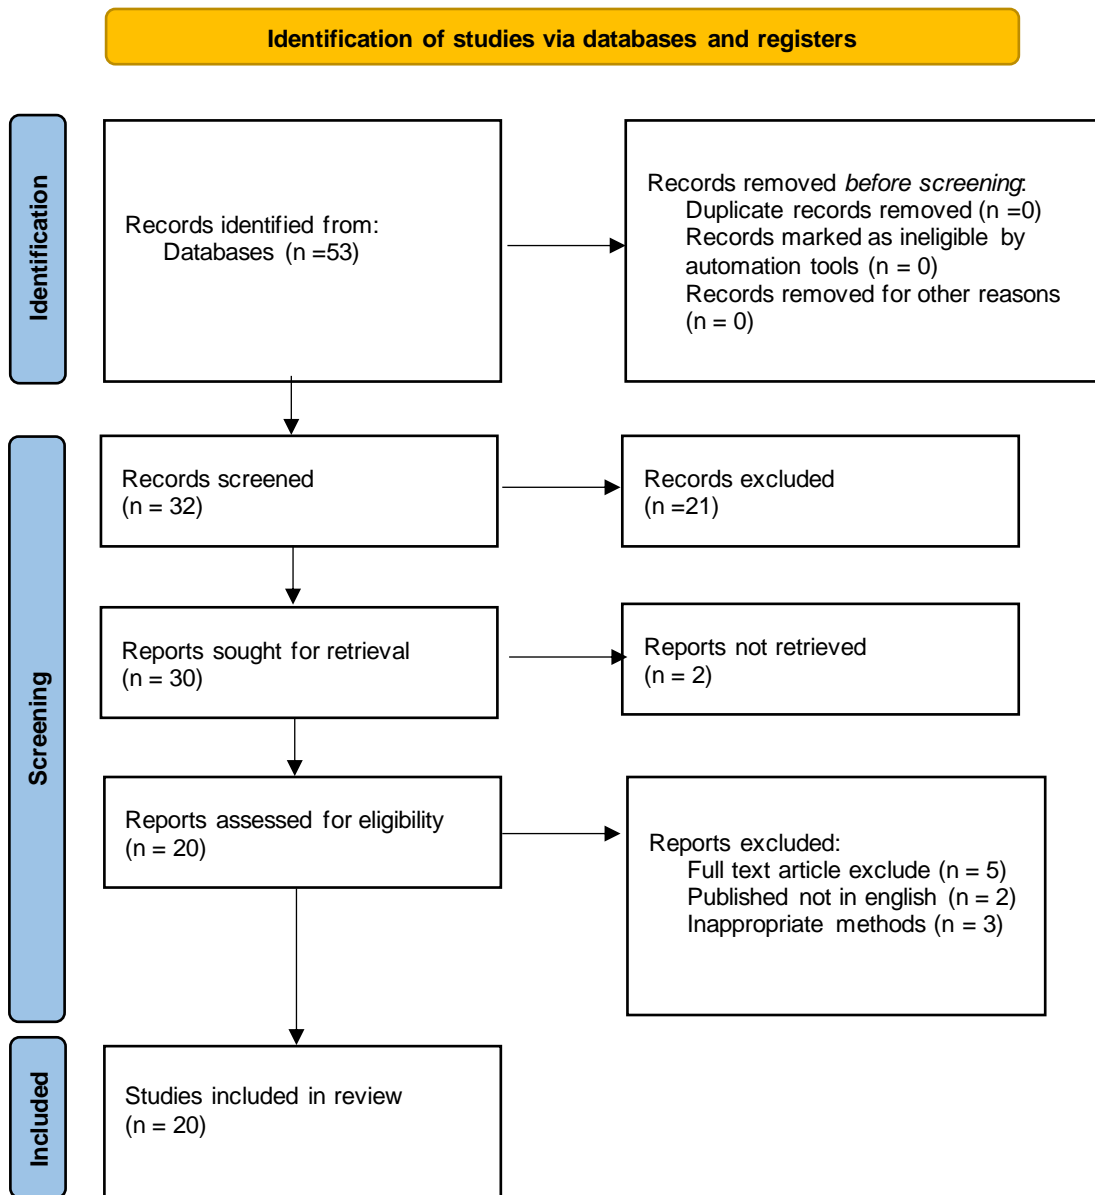 Identification of studies via databases and registers
Identification
Records identified from:
Databases (n =53)
Records removed before screening:
Duplicate records removed (n =0)
Records marked as ineligible by
automation tools (n = 0)
Records removed for other reasons
(n = 0)
Screening
Records screened
(n = 32)
Records excluded
(n =21)
Reports sought for retrieval
(n = 30)
Reports not retrieved
(n = 2)
Reports assessed for eligibility
(n = 20)
Reports excluded:
Full text article exclude (n = 5)
Published not in english (n = 2)
Inappropriate methods (n = 3)
Included
Studies included in review
(n = 20)